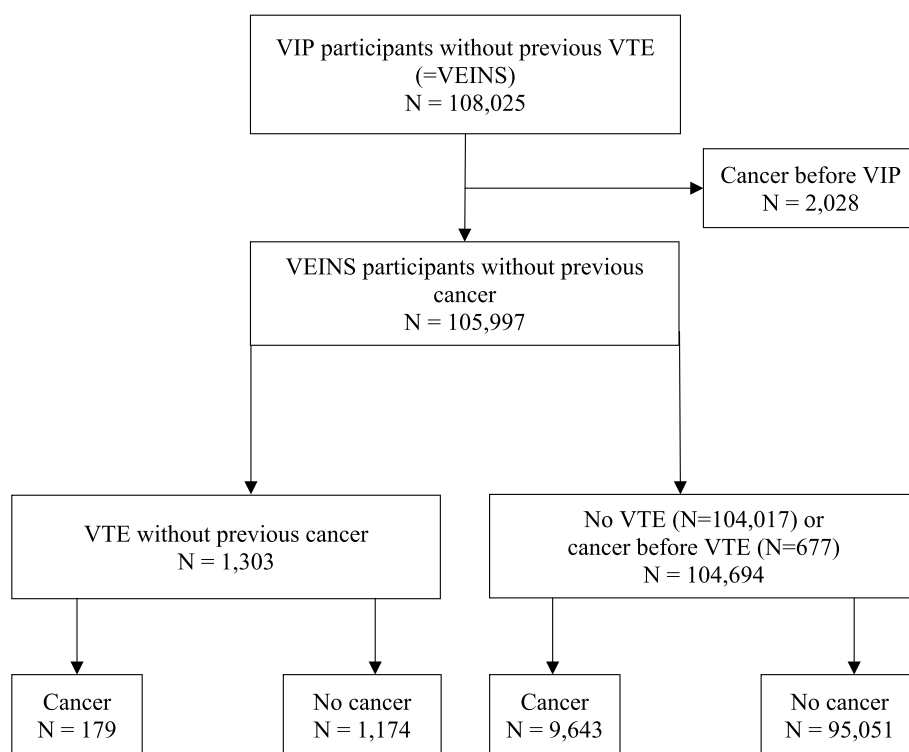 VIP participants without previous VTE
(=VEINS)
N = 108,025
Cancer before VIP
N = 2,028
VEINS participants without previous
cancer
N = 105,997
VTE without previous cancer
N = 1,303
No VTE (N=104,017) or
cancer before VTE (N=677)
N = 104,694
Cancer
N = 179
No cancer
N = 1,174
Cancer
N = 9,643
No cancer
N = 95,051